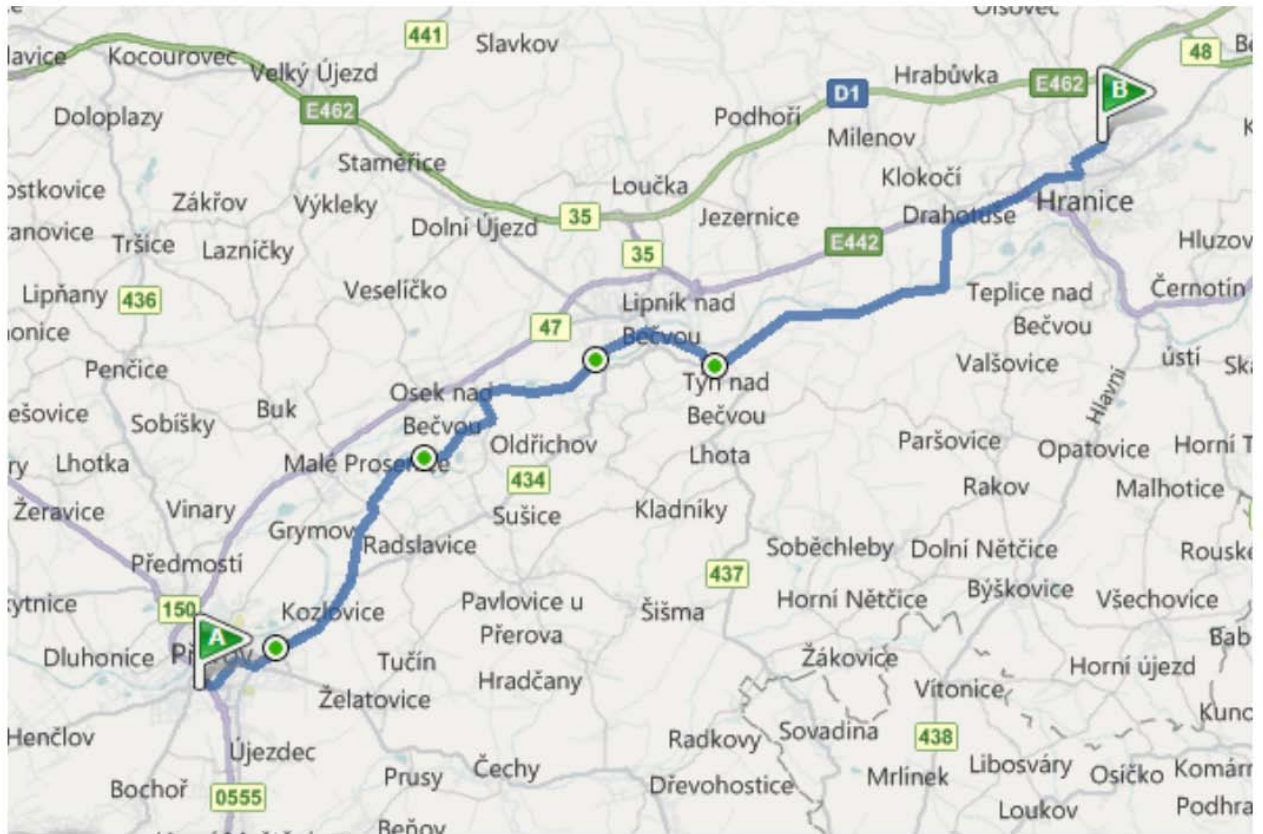 441
Slavkov
48
Kocourovec
Velký Újezd
E462
Hrabůvka
E462
B
D1
Doloplazy
Podhoří
Milenov
Staměřice
Loučka
Klokočí
Zákřov
Výkleky
Jezernice
Drahotuše
Hranice
Dolní Újezd
35
Tršice
Lazníčky
35
E442
Lipňany
436
Veselíčko
Lipník nad
Bečvou
Teplice nad
Bečvou
Černotín
47
Penčice
Valšovice
ústí
Osek nad
Bečvou
Týn nad
Bečvou
Hlavní
Buk
Sobíšky
Oldřichov
Paršovice
Opatovice
Lhotka
Malé Prosenice
434
Lhota
Rakov
Malhotice
Žeravice
Vinary
Grymov
Sušice
Kladníky
Předmostí
Radslavice
Soběchleby
Dolní Nětčice
437
Býškovice
150
Kozlovice
Pavlovice u
Přerova
Šišma
Horní Nětčice
Všechovice
A
Dluhonice
Přerov
Tučín
Žákovice
Horní újezd
Želatovice
Hradčany
Vítonice
Henčlov
Újezdec
Radkovy
Sovadina
438
Bochoř
0555
Prusy
Čechy
Dřevohostice
Mrlínek
Libosváry
Osíčko
Loukov
Beňov